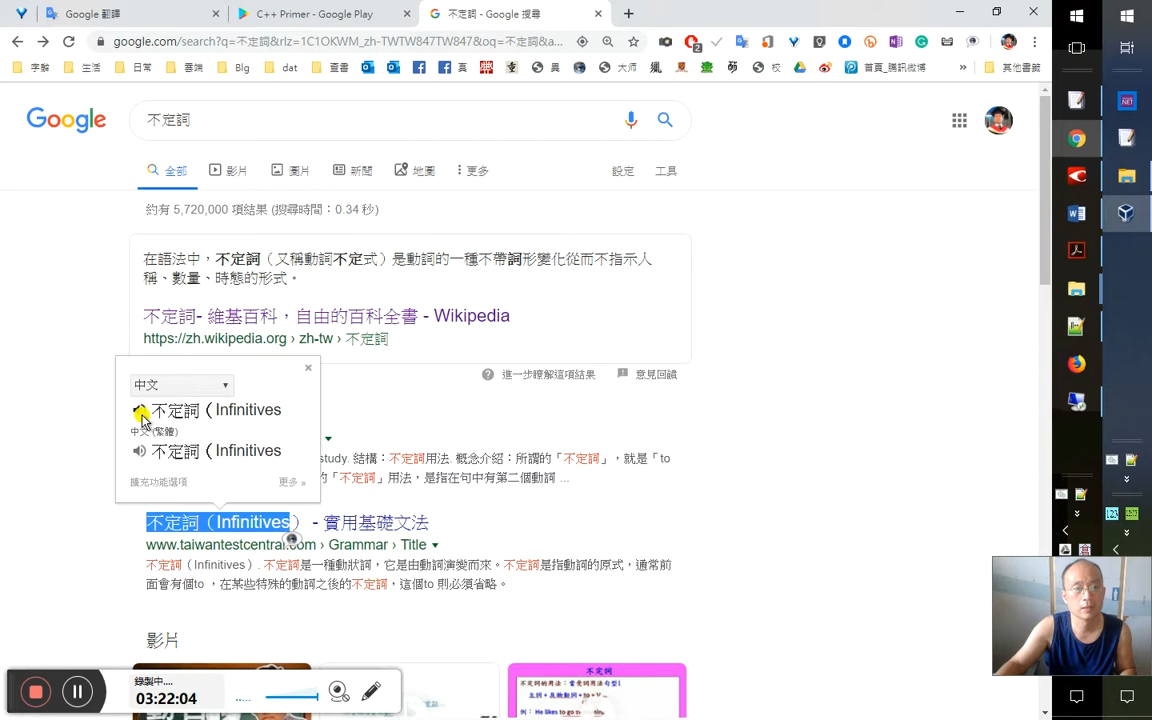 Google 翻譯
C++ Primer - Google Play
不定詞 - Google 搜尋
google.com/search?q=不定詞&rlz=1C1OKWM_zh-TWTW847TW847&oq=不定詞&a...
字辭
生活
日常
雲端
Blg
dat
查書
大师
校
首頁_騰訊微博
»
其他書籤
Google
不定詞
全部
影片
圖片
新聞
地圖
更多
設定
工具
約有 5,720,000 項結果 (搜尋時間：0.34 秒)
在語法中，不定詞（又稱動詞不定式）是動詞的一種不帶詞形變化從而不指示人
稱、數量、時態的形式。
不定詞- 維基百科，自由的百科全書 - Wikipedia
https://zh.wikipedia.org › zh-tw › 不定詞
進一步瞭解這項結果
意見回饋
中文
不定詞（Infinitives
中文 (繁體)
不定詞（Infinitives
擴充功能選項
更多 »
study. 結構：不定詞用法. 概念介紹：所謂的「不定詞」，就是「to
的「不定詞」用法，是指在句中有第二個動詞 ...
不定詞（Infinitives） - 實用基礎文法
www.taiwantestcentral.com › Grammar › Title
不定詞（Infinitives）. 不定詞是一種動狀詞，它是由動詞演變而來。不定詞是指動詞的原式，通常前
面會有個to ，在某些特殊的動詞之後的不定詞，這個to 則必須省略。
影片
不定詞
錄製中....
03:22:04